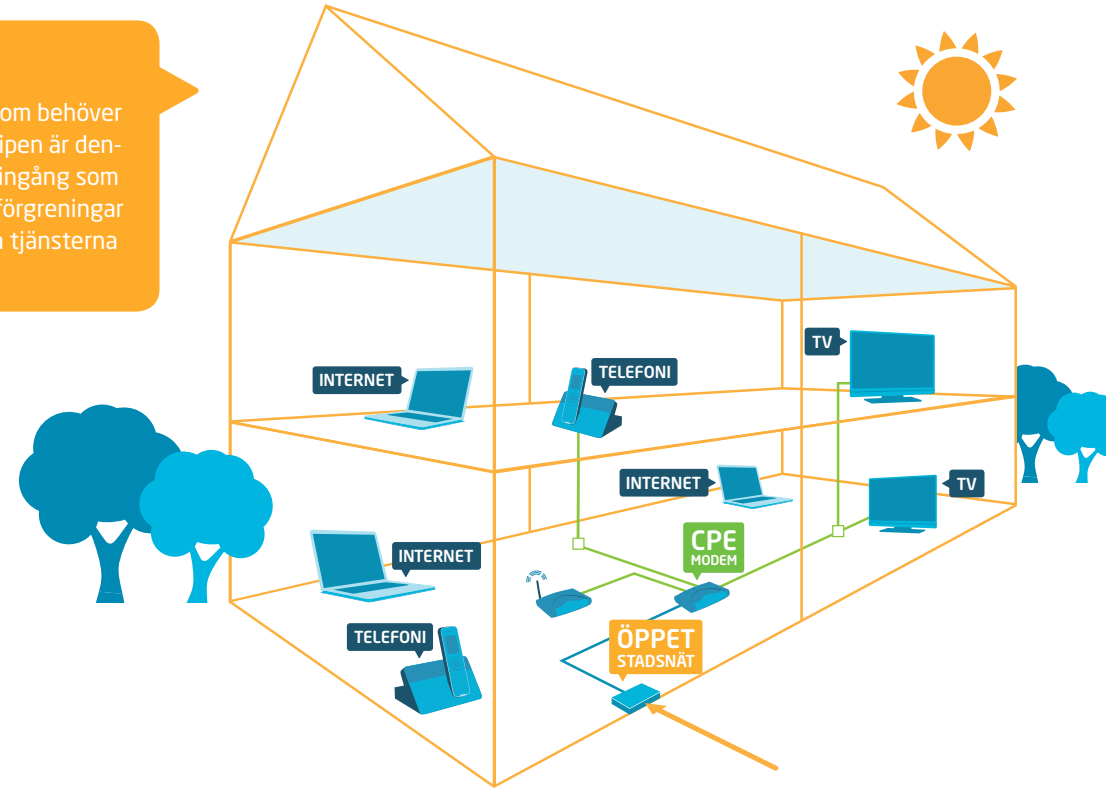 om behöver
ipen är den-
ingång som
förgreningar
tjänsterna
INTERNET
TELEFONI
TV
INTERNET
TV
CPE
MODEM
INTERNET
TELEFONI
ÖPPET
STADSNÄT